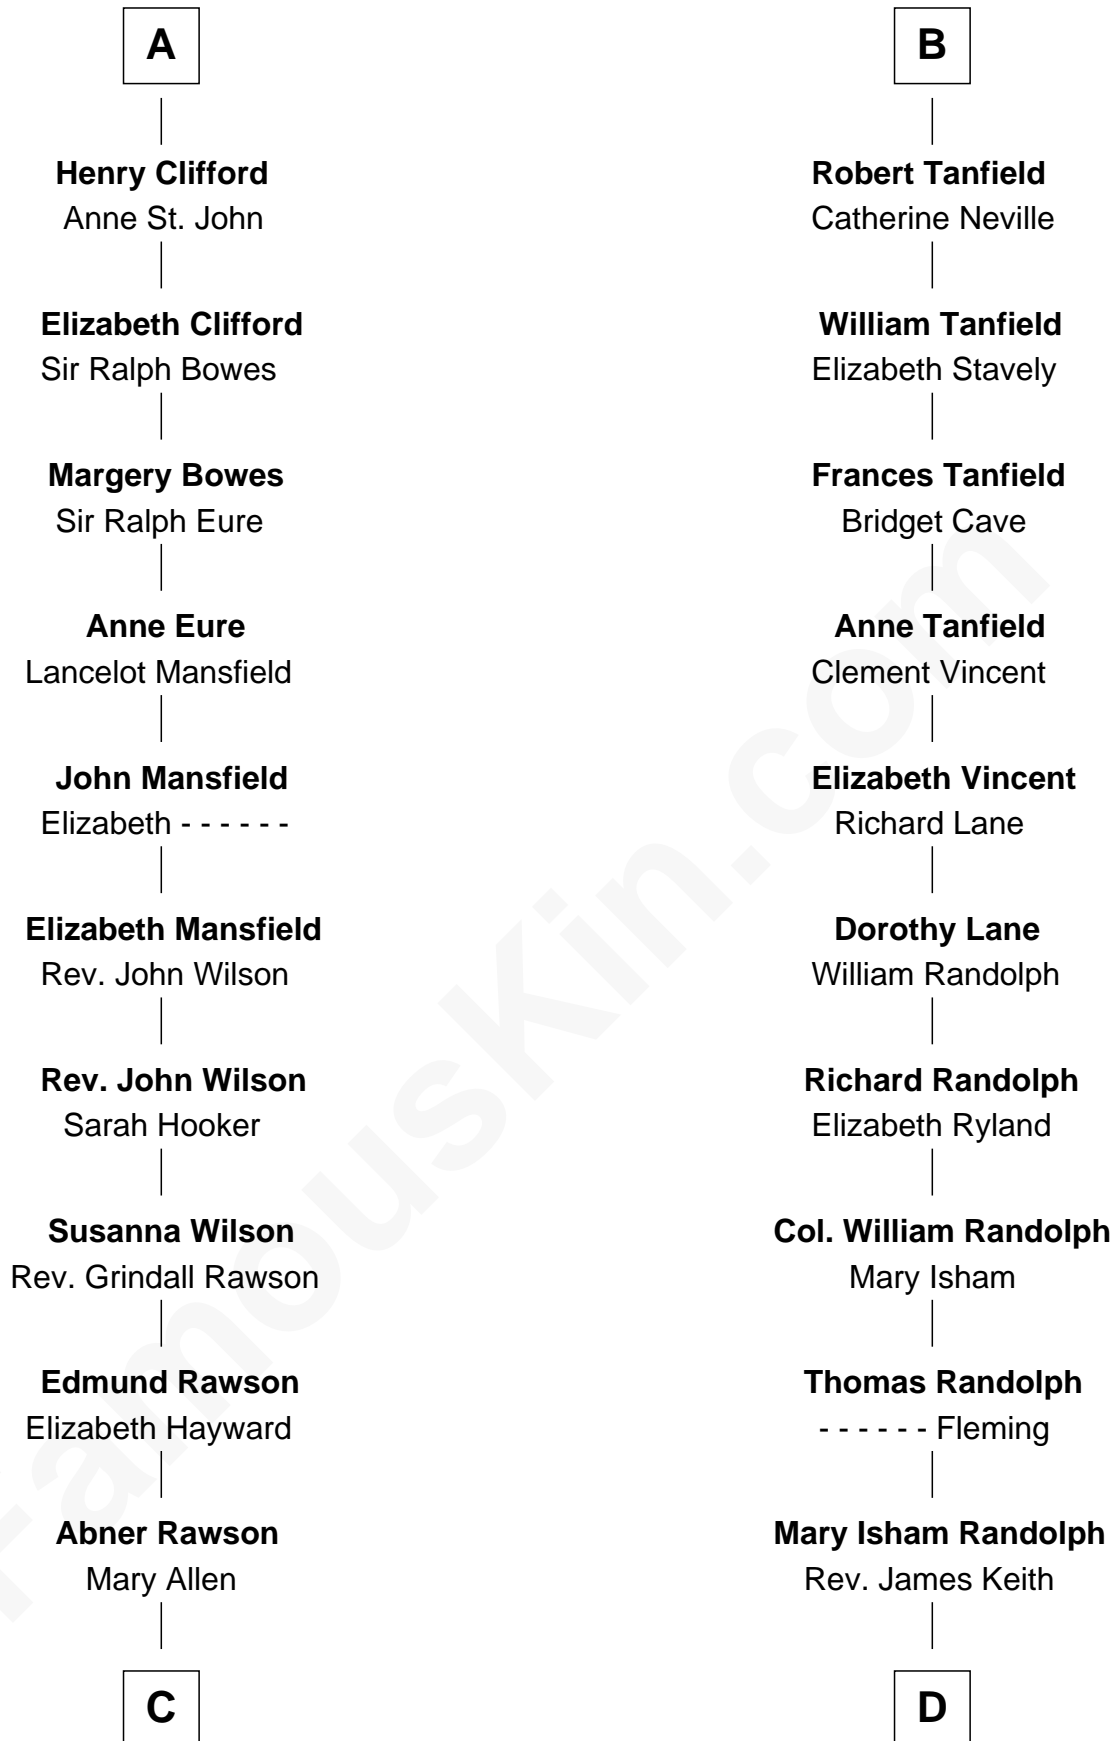 A
Henry Clifford
Anne St. John
Elizabeth Clifford
Sir Ralph Bowes
Margery Bowes
Sir Ralph Eure
Anne Eure
Lancelot Mansfield
John Mansfield
Elizabeth - - - - - -
Elizabeth Mansfield
Rev. John Wilson
Rev. John Wilson
Sarah Hooker
Susanna Wilson
Rev. Grindall Rawson
Edmund Rawson
Elizabeth Hayward
Abner Rawson
Mary Allen
C
B
Robert Tanfield
Catherine Neville
William Tanfield
Elizabeth Stavely
Frances Tanfield
Bridget Cave
Anne Tanfield
Clement Vincent
Elizabeth Vincent
Richard Lane
Dorothy Lane
William Randolph
Richard Randolph
Elizabeth Ryland
Col. William Randolph
Mary Isham
Thomas Randolph
- - - - - - Fleming
Mary Isham Randolph
Rev. James Keith
D
FamousKin.com